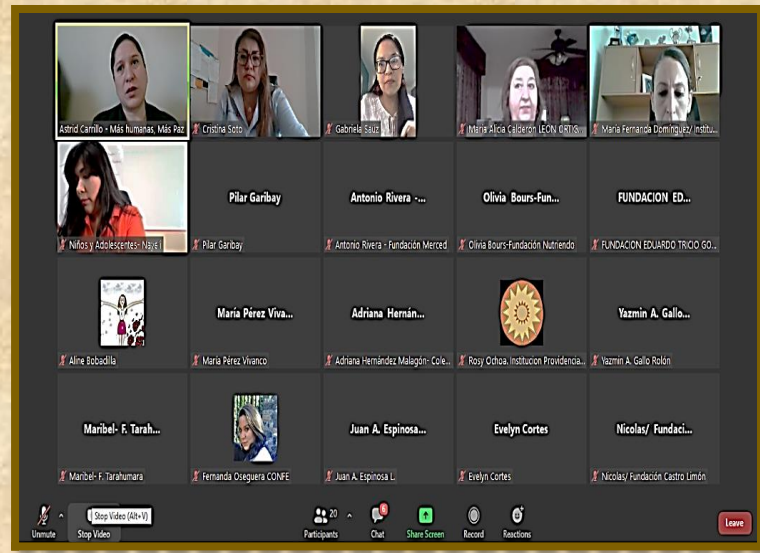 Astrid Carrillo - Más humanas, Más Paz
Cristina Soto
Gabriela Sauz
Maria Alicia Calderon LEON ORTIG...
María Fernanda Domínguez/ Institu...
Niños y Adolescentes- Naye
Pilar Garibay
Pilar Garibay
Antonio Rivera -...
Antonio Rivera - Fundación Merced
Olivia Bours-Fun...
Olivia Bours-Fundación Nutriendo
FUNDACION ED...
FUNDACION EDUARDO TRICIO GO...
Aline Bobadilla
María Pérez Viva...
María Pérez Vivanco
Adriana Hernán...
Adriana Hernández Malagón- Cole...
Rosy Ochoa. Institucion Providencia...
Yazmin A. Gallo...
Yazmin A. Gallo Rolón
Maribel- F. Tarah...
Maribel- F. Tarahumara
Fernanda Oseguera CONFE
Juan A. Espinosa...
Juan A. Espinosa L.
Evelyn Cortes
Evelyn Cortes
Nicolas/ Fundaci...
Nicolas/ Fundación Castro Limón
Stop Video (Alt+V)
20
6
Unmute
Stop Video
Participants
Chat
Share Screen
Record
Reactions
Leave